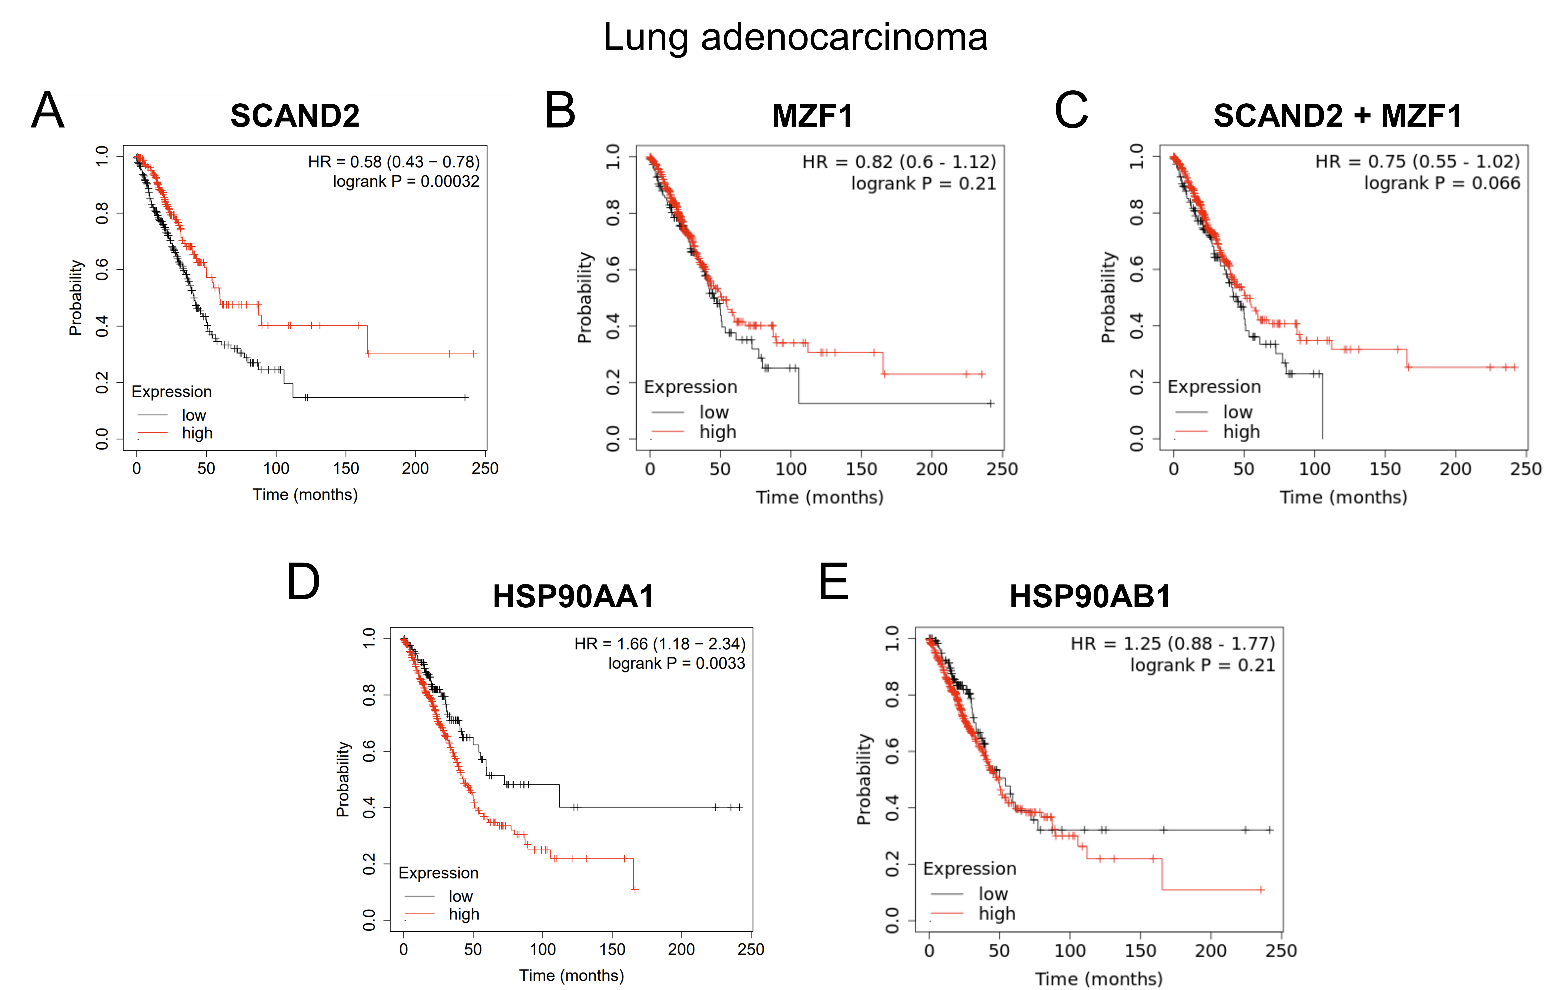 Lung adenocarcinoma
A
SCAND2
HR = 0.58 (0.43 − 0.78)
logrank P = 0.00032
Probability
1.0
0.8
0.6
0.4
0.2
0.0
Expression
low
high
0 50 100 150 200 250
Time (months)
B
MZF1
HR = 0.82 (0.6 - 1.12)
logrank P = 0.21
Probability
1.0
0.8
0.6
0.4
0.2
0.0
Expression
low
high
0 50 100 150 200 250
Time (months)
C
SCAND2 + MZF1
HR = 0.75 (0.55 - 1.02)
logrank P = 0.066
Probability
1.0
0.8
0.6
0.4
0.2
0.0
Expression
low
high
0 50 100 150 200 250
Time (months)
D
HSP90AA1
HR = 1.66 (1.18 − 2.34)
logrank P = 0.0033
Probability
1.0
0.8
0.6
0.4
0.2
0.0
Expression
low
high
0 50 100 150 200 250
Time (months)
E
HSP90AB1
HR = 1.25 (0.88 - 1.77)
logrank P = 0.21
Probability
1.0
0.8
0.6
0.4
0.2
0.0
Expression
low
high
0 50 100 150 200 250
Time (months)